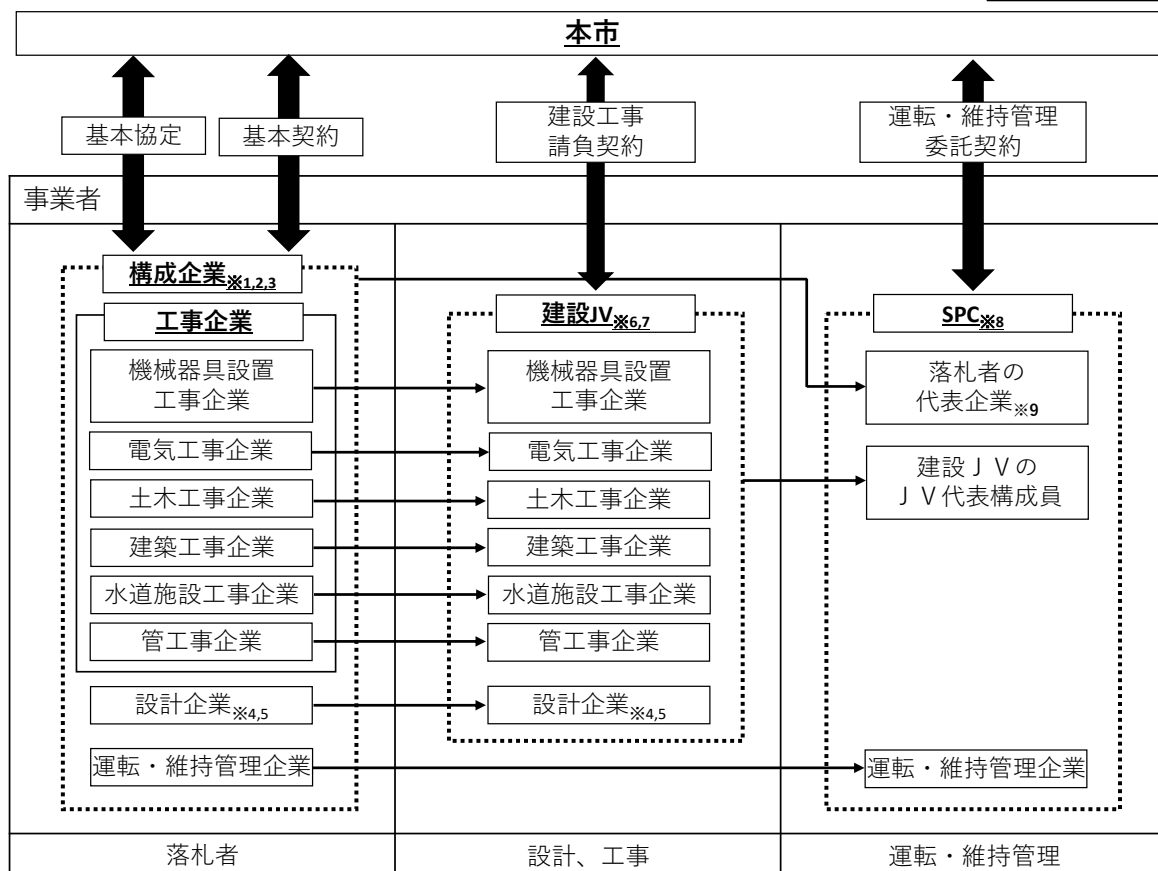 本市
基本協定
基本契約
建設工事
請負契約
運転・維持管理
委託契約
事業者
構成企業※1,2,3
工事企業
機械器具設置
工事企業
電気工事企業
土木工事企業
建築工事企業
水道施設工事企業
管工事企業
設計企業※4,5
運転・維持管理企業
建設JV※6,7
機械器具設置
工事企業
電気工事企業
土木工事企業
建築工事企業
水道施設工事企業
管工事企業
設計企業※4,5
SPC※8
落札者の
代表企業※9
建設ＪＶの
ＪＶ代表構成員
運転・維持管理企業
落札者
設計、工事
運転・維持管理